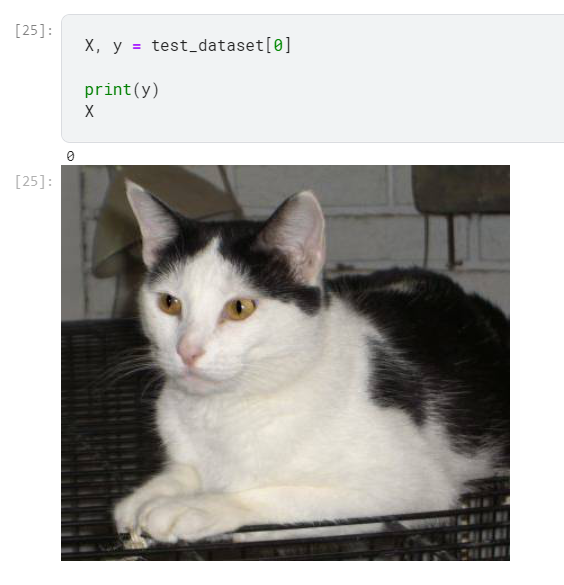 [25]:
X, y = test_dataset[0]
print(y)
X
0
[25]: